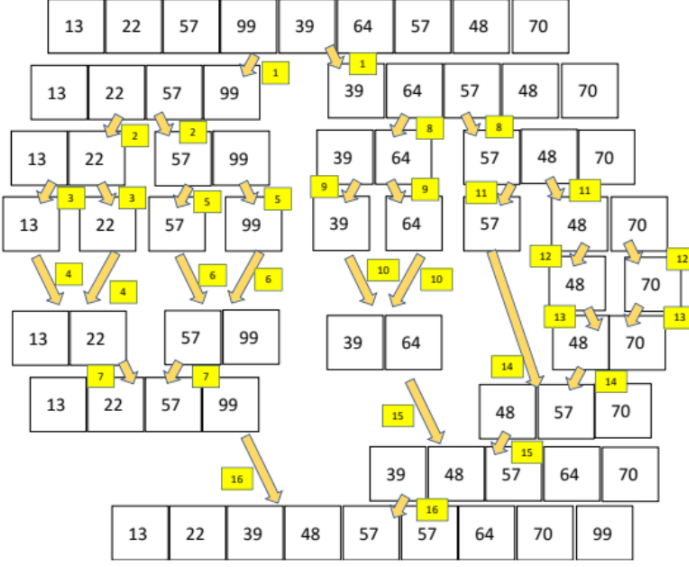 13 22 57 99 39 64 57 48 70
1 1
13 22 57 99 39 64 57 48 70
2 2 8 8
13 22 57 99 39 64 57 48 70
3 3 5 5 9 9 11 11
13 22 57 99 39 64 57 48 70
12 12
4 4 6 6 10 10 48 70
13 13
13 22 57 99 39 64 48 70
7 7 14 14
13 22 57 99 48 57 70
15 15
16 39 48 57 64 70
16
13 22 39 48 57 57 64 70 99